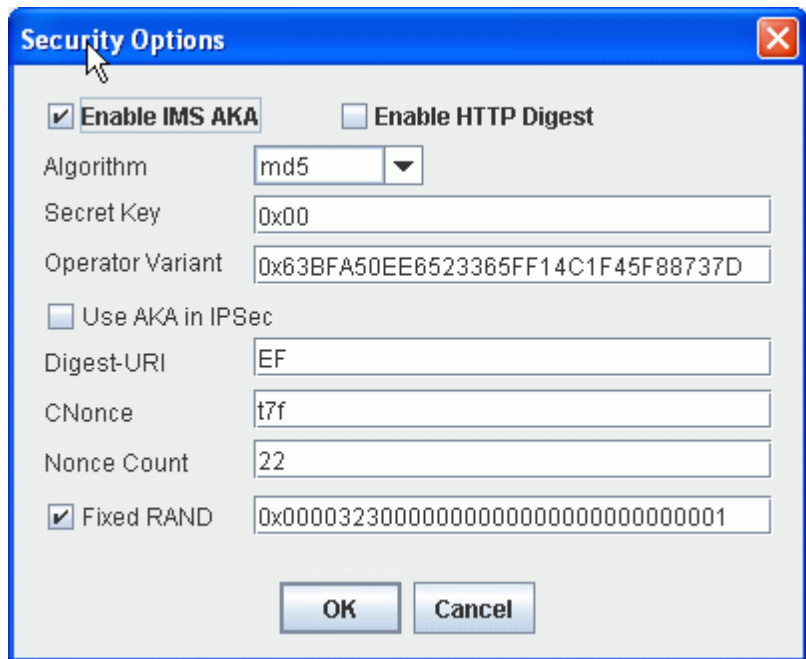 Security Options
Enable IMS AKA Enable HTTP Digest
Algorithm md5
Secret Key 0x00
Operator Variant 0x63BFA50EE6523365FF14C1F45F88737D
Use AKA in IPSec
Digest-URI EF
CNonce t7f
Nonce Count 22
Fixed RAND 0x00003230000000000000000000000001
OK Cancel